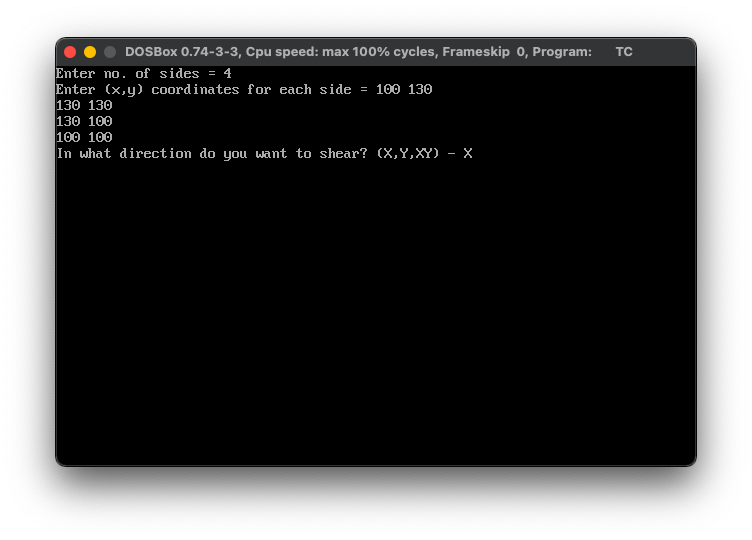 DOSBox 0.74-3-3, Cpu speed: max 100% cycles, Frameskip 0, Program: TC
Enter no. of sides = 4
Enter (x,y) coordinates for each side = 100 130
130 130
130 100
100 100
In what direction do you want to shear? (X,Y,XY) - X